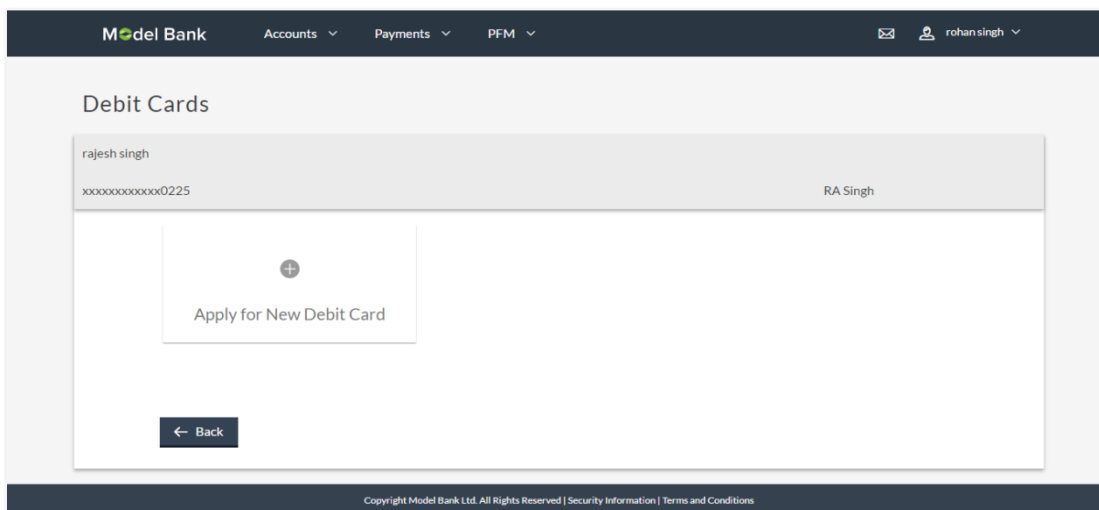 Model Bank Accounts Payments PFM rohan singh
Debit Cards
rajesh singh
xxxxxxxxxxxx0225 RA Singh
Apply for New Debit Card
Back
Copyright Model Bank Ltd. All Rights Reserved | Security Information | Terms and Conditions